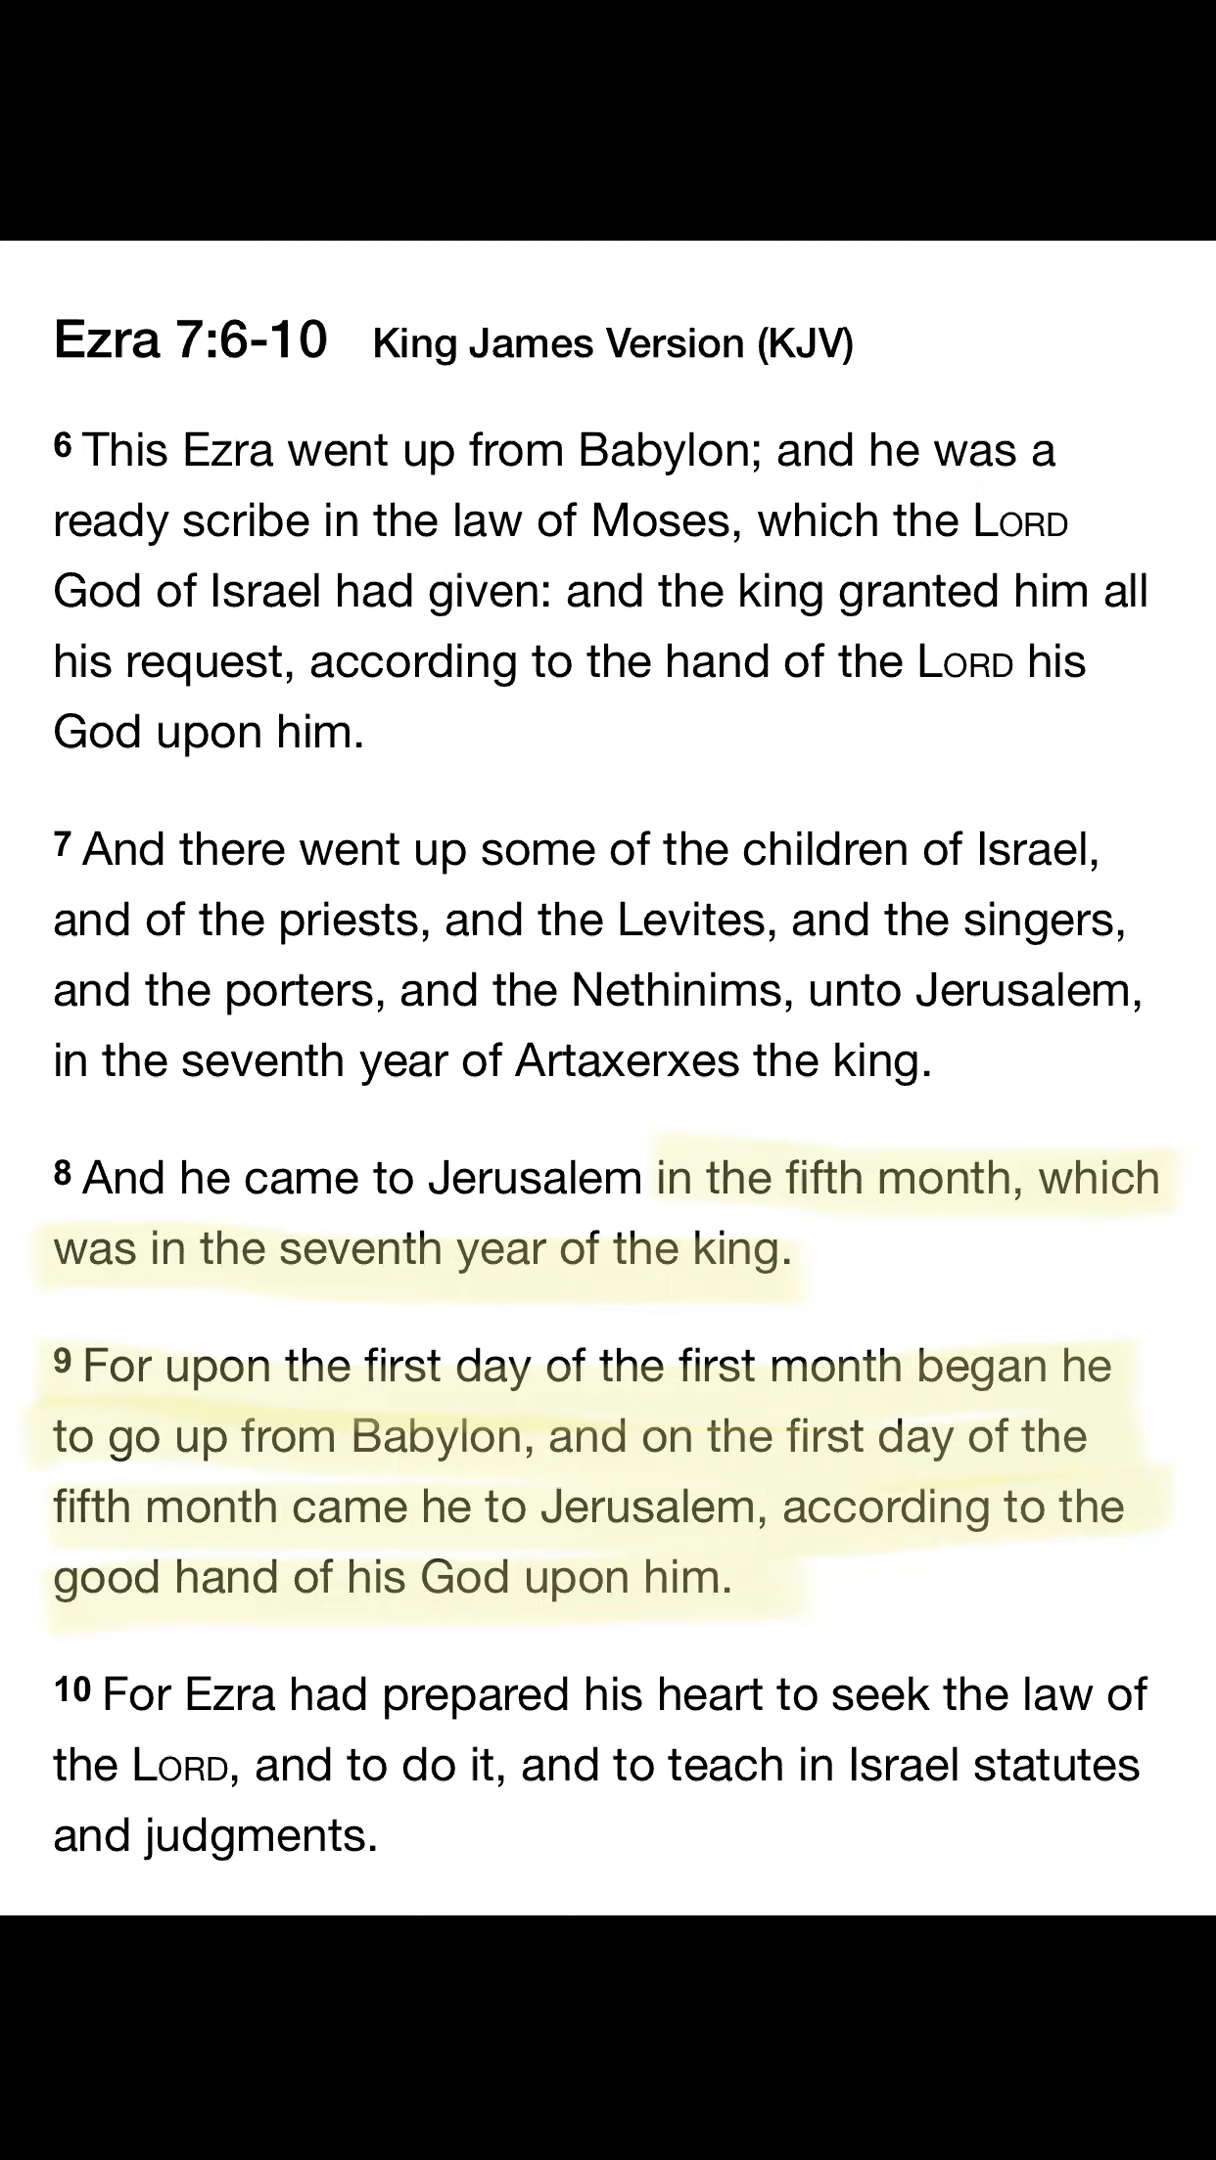 Ezra 7:6-10 King James Version (KJV)
6 This Ezra went up from Babylon; and he was a
ready scribe in the law of Moses, which the LORD
God of Israel had given: and the king granted him all
his request, according to the hand of the LORD his
God upon him.
7 And there went up some of the children of Israel,
and of the priests, and the Levites, and the singers,
and the porters, and the Nethinims, unto Jerusalem,
in the seventh year of Artaxerxes the king.
8 And he came to Jerusalem in the fifth month, which
was in the seventh year of the king.
9 For upon the first day of the first month began he
to go up from Babylon, and on the first day of the
fifth month came he to Jerusalem, according to the
good hand of his God upon him.
10 For Ezra had prepared his heart to seek the law of
the LORD, and to do it, and to teach in Israel statutes
and judgments.